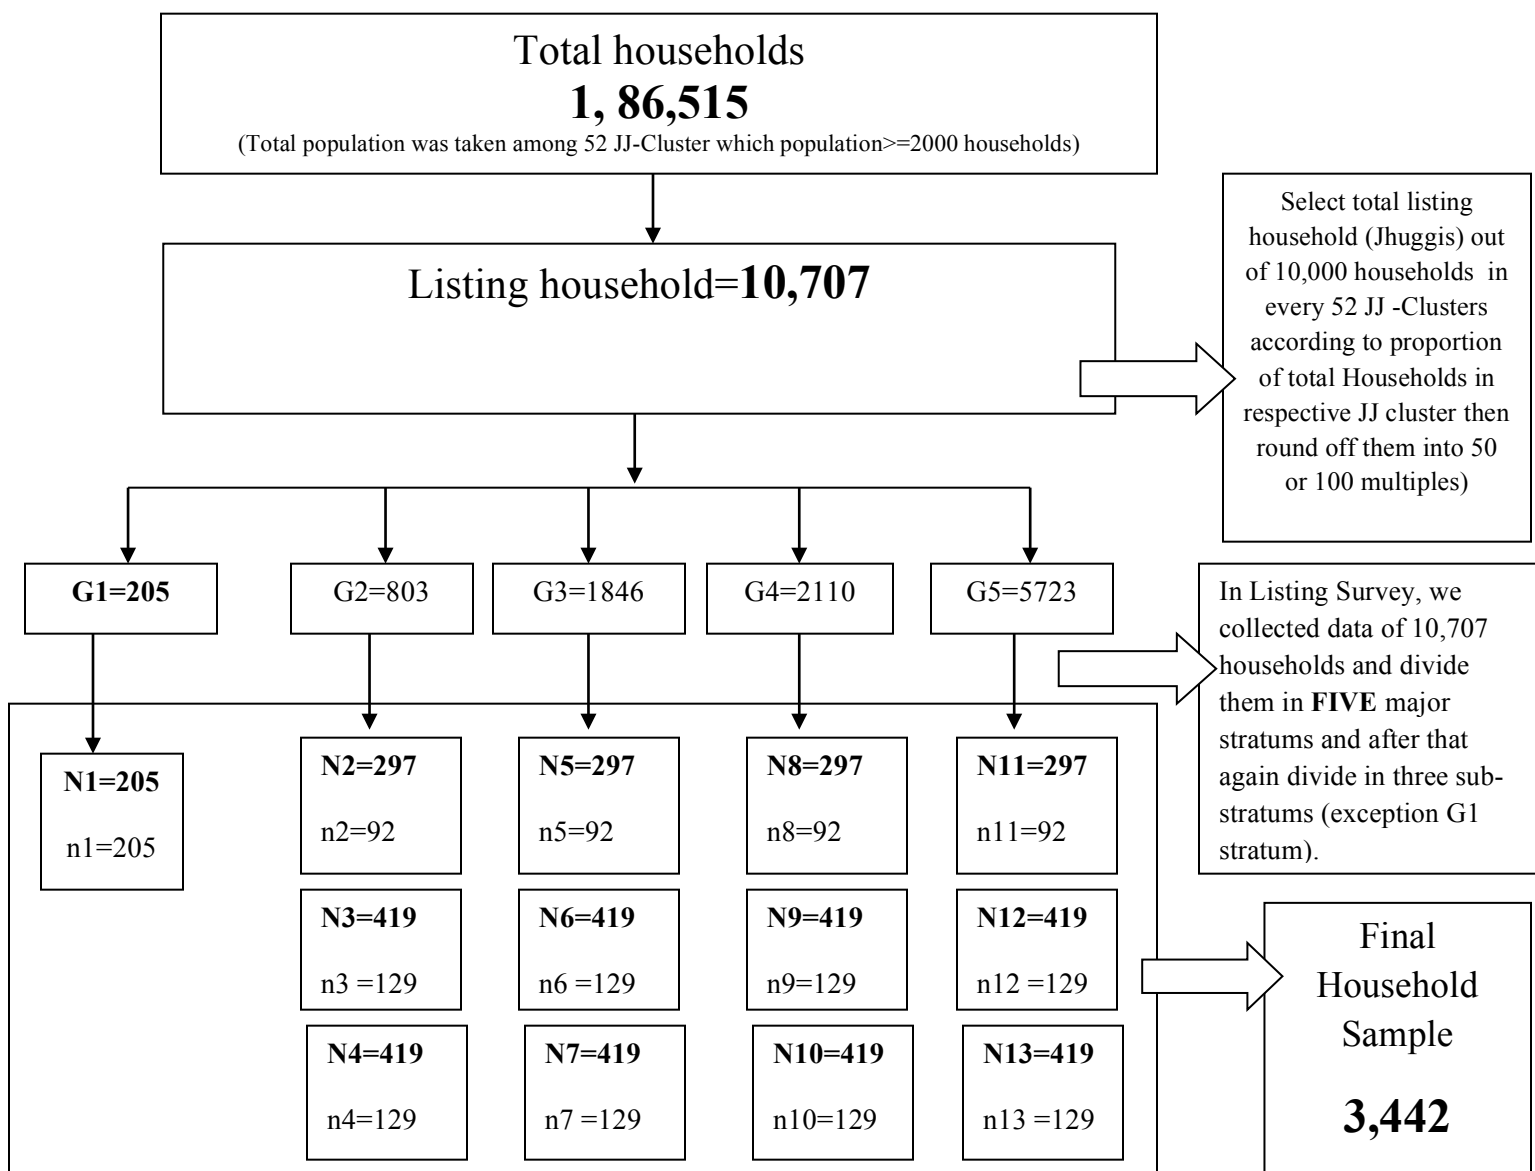 Total households
1, 86,515
(Total population was taken among 52 JJ-Cluster which population>=2000 households)
Listing household=10,707
Select total listing
household (Jhuggis) out
of 10,000 households in
every 52 JJ -Clusters
according to proportion
of total Households in
respective JJ cluster then
round off them into 50
or 100 multiples)
G1=205
G2=803
G3=1846
G4=2110
G5=5723
In Listing Survey, we
collected data of 10,707
households and divide
them in FIVE major
stratums and after that
again divide in three sub-
stratums (exception G1
stratum).
N1=205
n1=205
N2=297
n2=92
N5=297
n5=92
N8=297
n8=92
N11=297
n11=92
N3=419
n3 =129
N6=419
n6 =129
N9=419
n9=129
N12=419
n12 =129
N4=419
n4=129
N7=419
n7 =129
N10=419
n10=129
N13=419
n13 =129
Final
Household
Sample
3,442